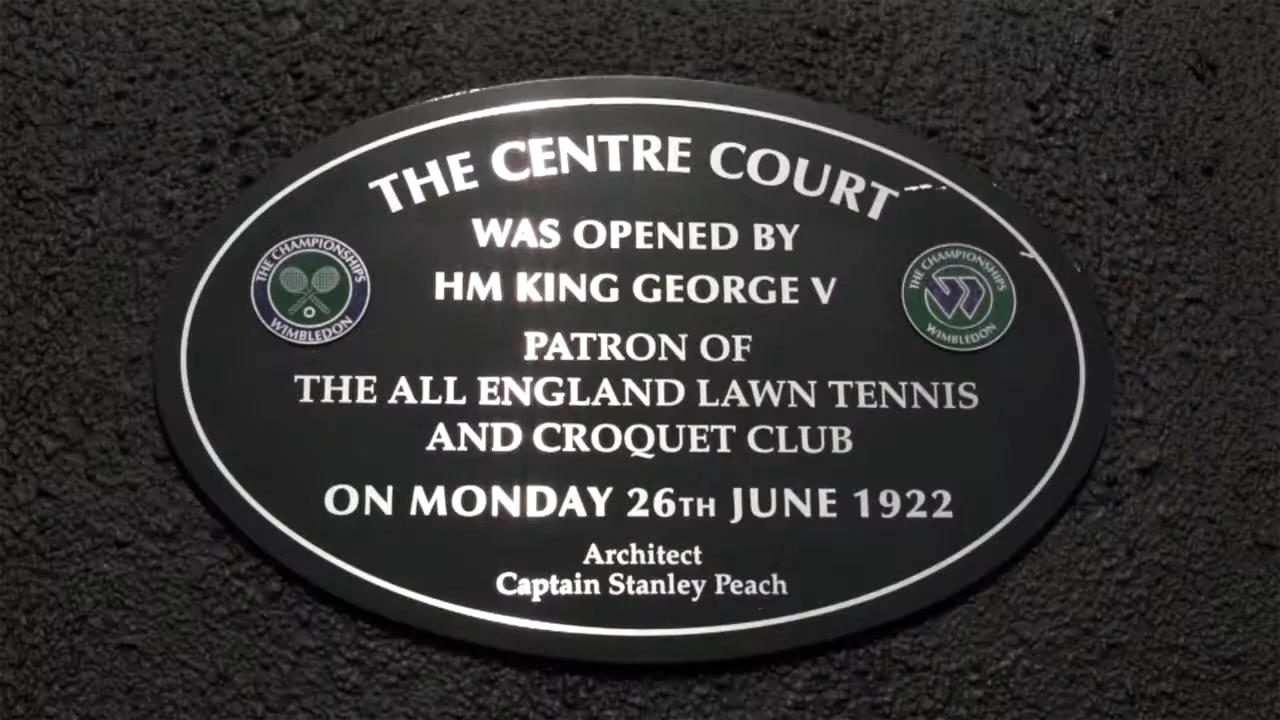 THE CENTRE COURT
WAS OPENED BY
HM KING GEORGE V
THE CHAMPIONSHIPS
WIMBLEDON
THE CHAMPIONSHIPS
WIMBLEDON
PATRON OF
THE ALL ENGLAND LAWN TENNIS
AND CROQUET CLUB
ON MONDAY 26TH JUNE 1922
Architect
Captain Stanley Peach